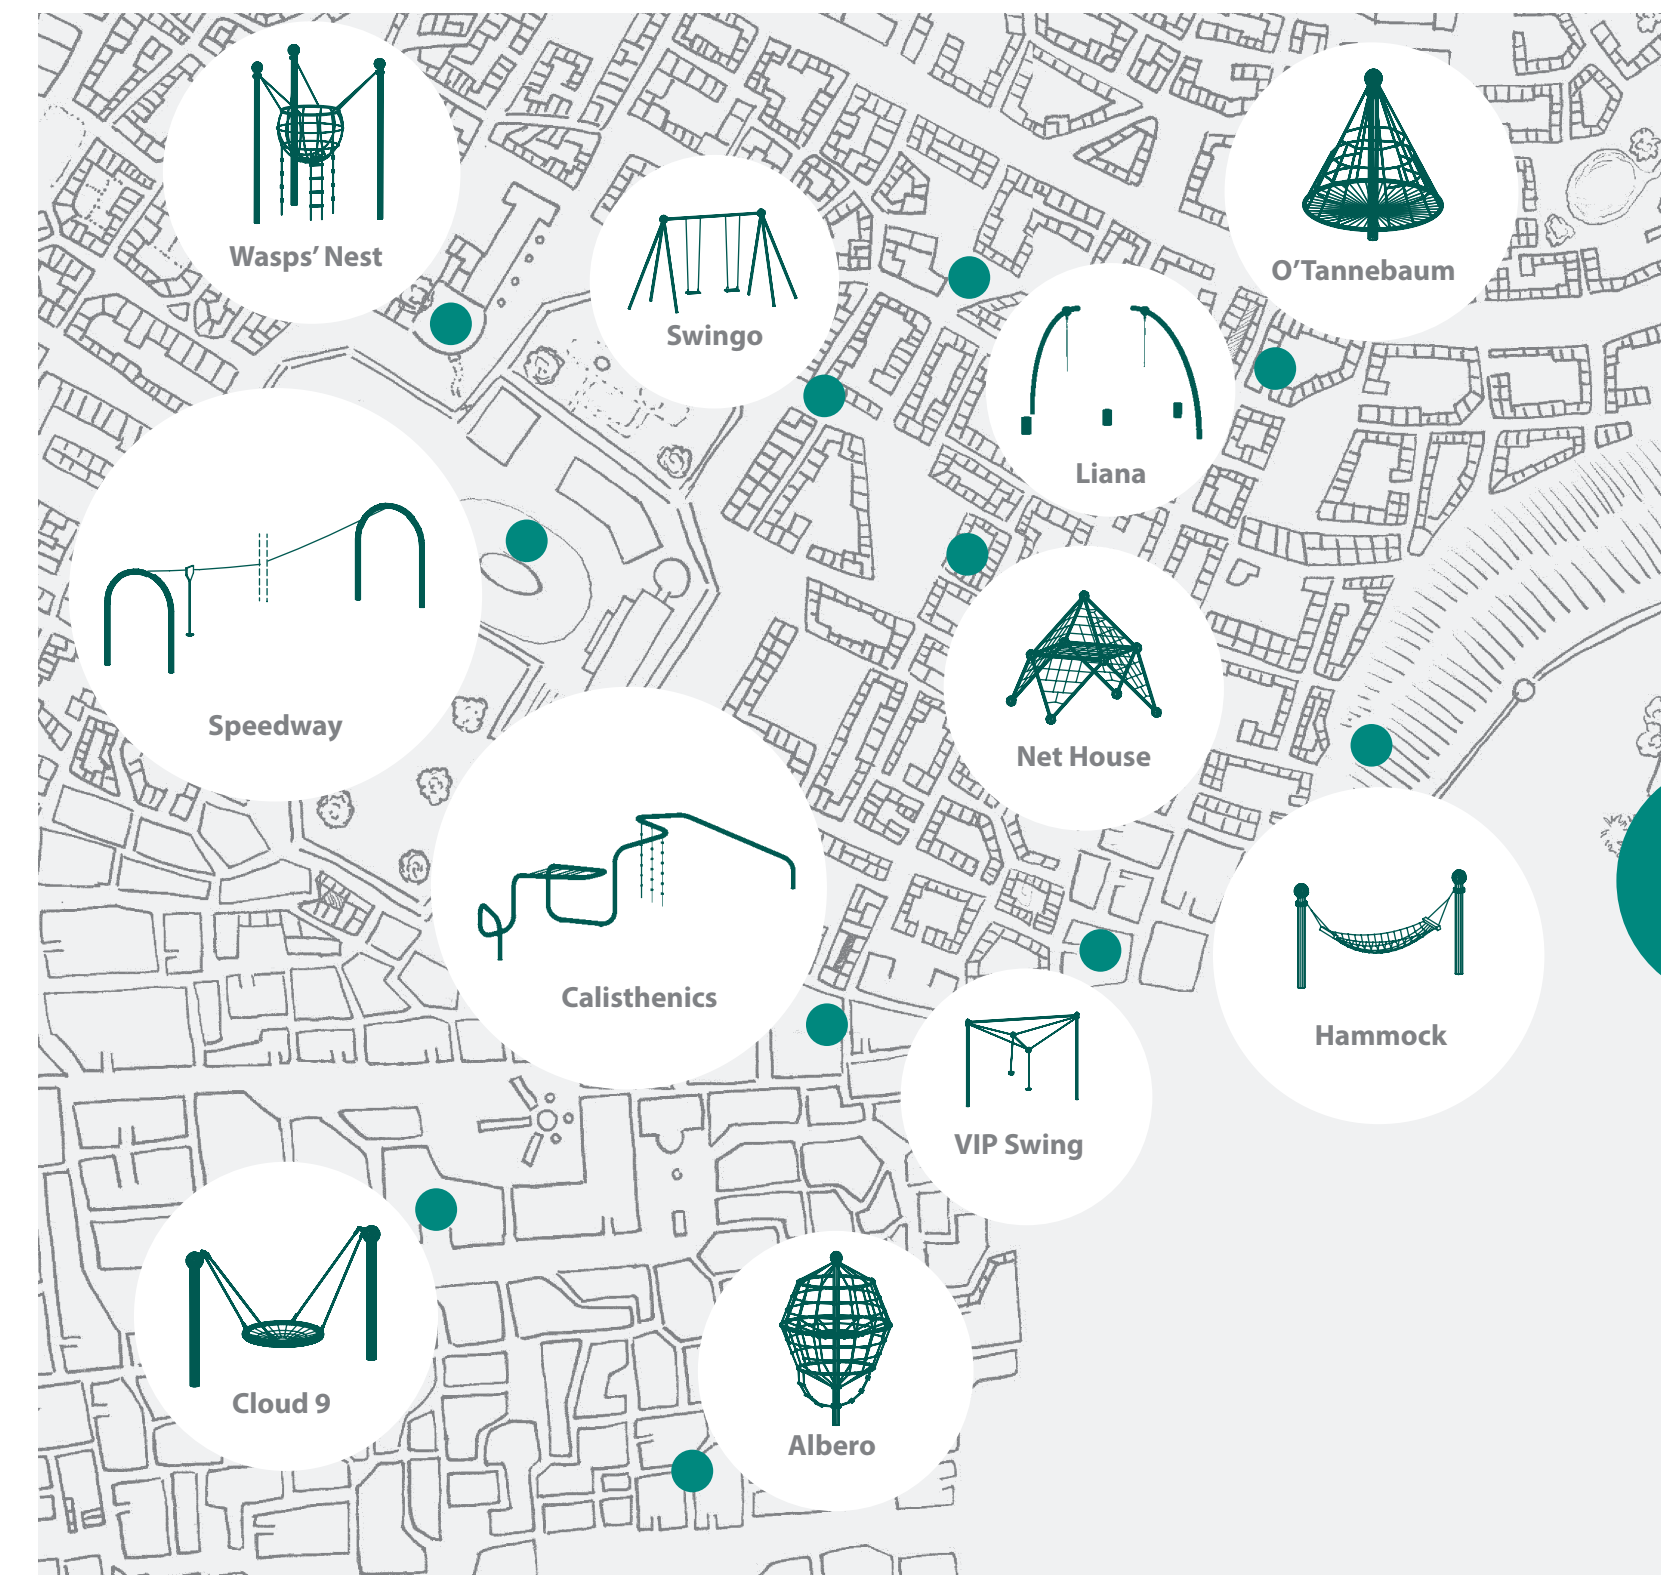 Wasps’ Nest
O’Tannebaum
Swingo
Liana
Speedway
Net House
Calisthenics
Hammock
VIP Swing
Cloud 9
Albero